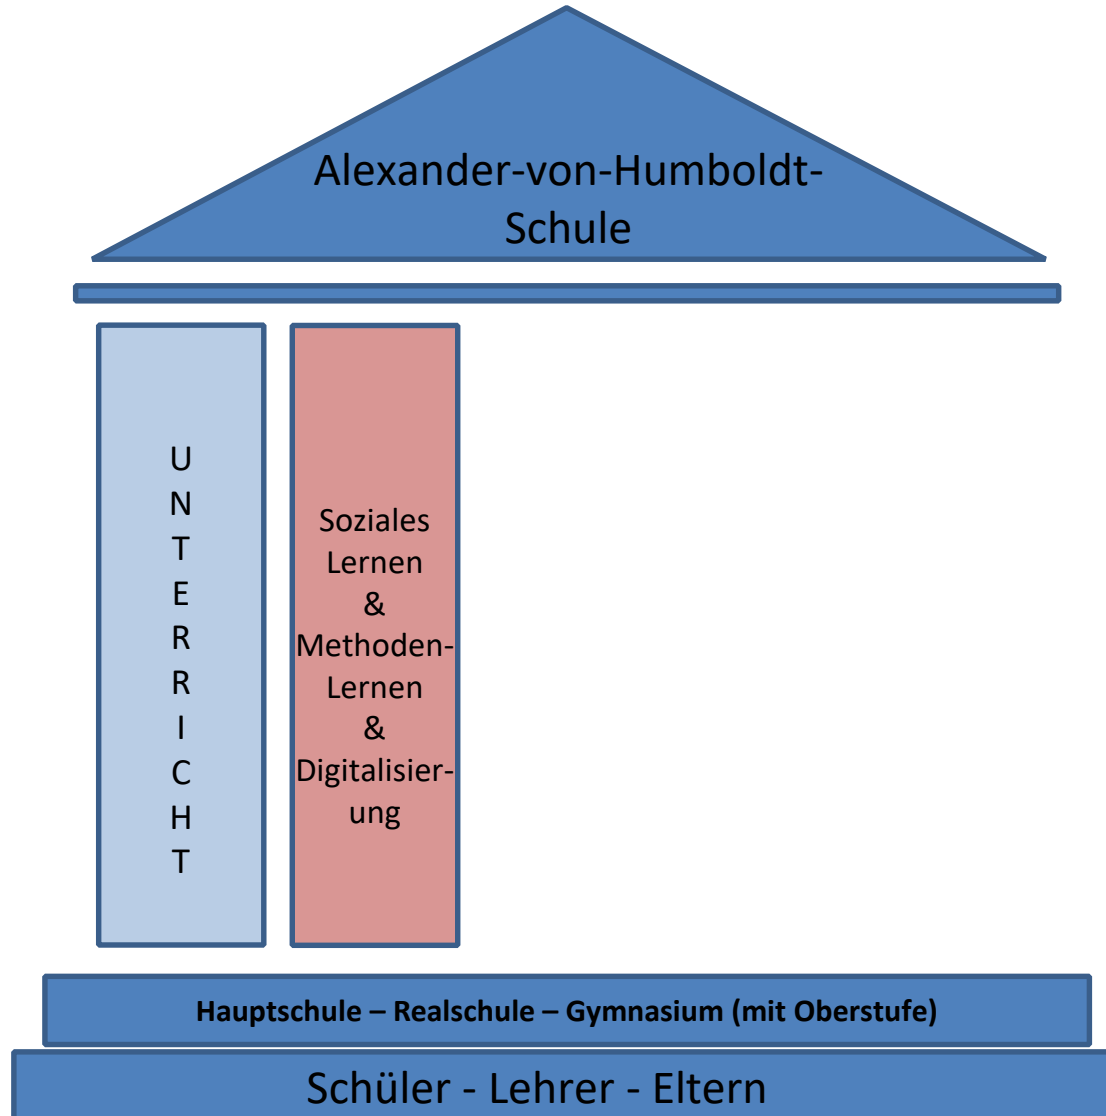 Alexander-von-Humboldt-
Schule
U
N
T
E
R
R
I
C
H
T
Soziales
Lernen
&
Methoden-
Lernen
&
Digitalisier-
ung
Hauptschule – Realschule – Gymnasium (mit Oberstufe)
Schüler - Lehrer - Eltern